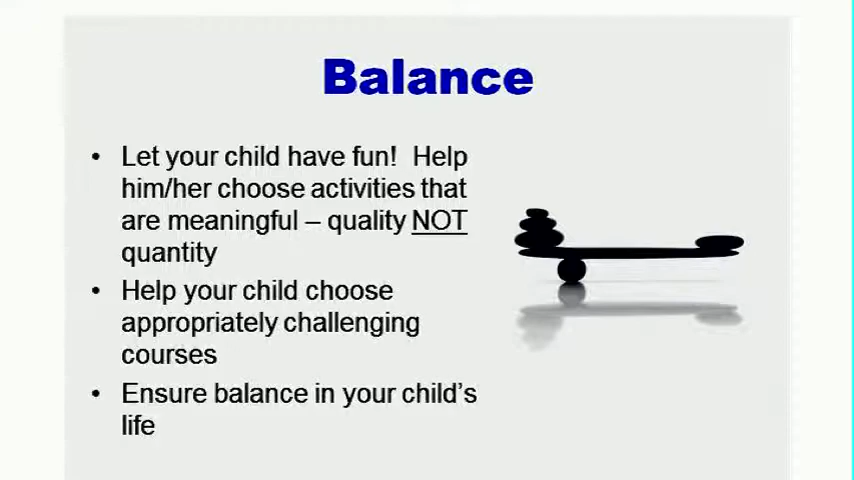 Balance
• Let your child have fun!  Help
him/her choose activities that
are meaningful – quality NOT
quantity
• Help your child choose
appropriately challenging
courses
• Ensure balance in your child’s
life